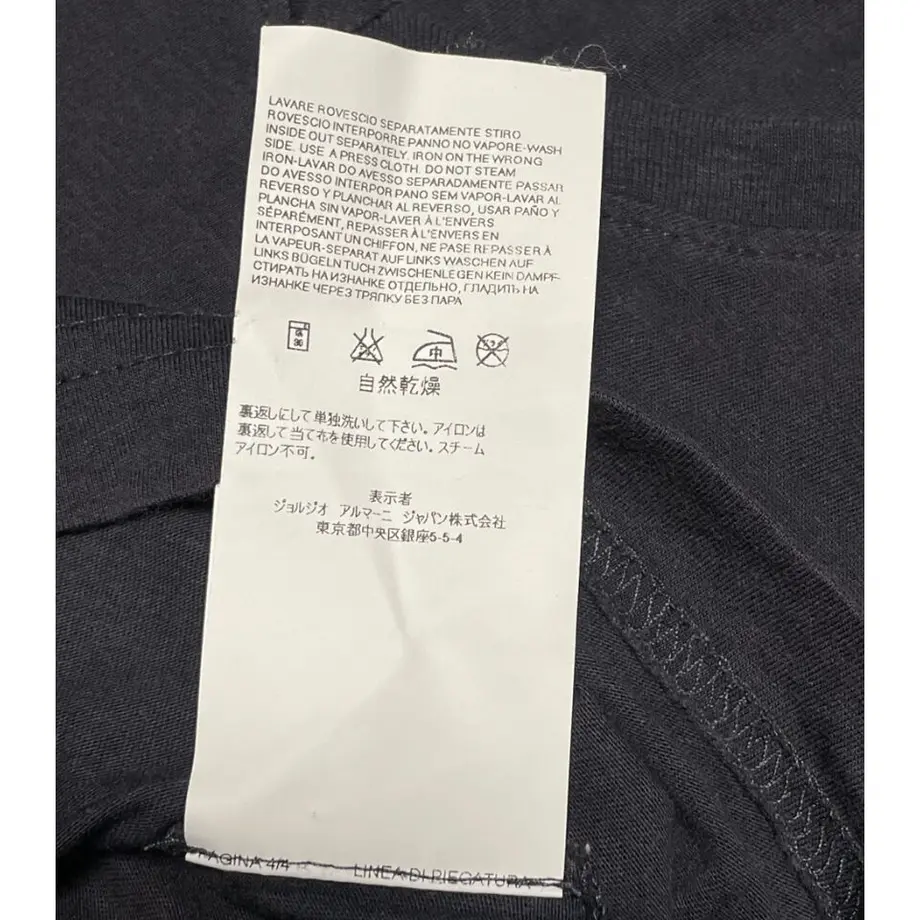 LAVARE ROVESCIO SEPARATAMENTE STIRO
ROVESCIO INTERPORRE PANNO NO VAPORE-WASH
INSIDE OUT SEPARATELY. IRON ON THE WRONG
SIDE. USE A PRESS CLOTH. DO NOT STEAM
IRON-LAVAR DO AVESSO SEPARADAMENTE PASSAR
DO AVESSO INTERPOR PANO SEM VAPOR-LAVAR AL
REVERSO Y PLANCHAR AL REVERSO, USAR PAÑO Y
PLANCHA SIN VAPOR-LAVER À L'ENVERS
SÉPARÉMENT, REPASSER À L'ENVERS EN
INTERPOSANT UN CHIFFON, NE PASE REPASSER À
LA VAPEUR-SEPARAT AUF LINKS WASCHEN AUF
LINKS BÜGELN TUCH ZWISCHENLEGEN KEIN DAMPF-
СТИРАТЬ НА ИЗНАНКЕ ОТДЕЛЬНО, ГЛАДИТЬ НА
ИЗНАНКЕ ЧЕРЕЗ ТРЯПКУ БЕЗ ПАРА
中
自然乾燥
裏返しにして単独洗いして下さい。アイロンは
裏返して当て布を使用してください。スチーム
アイロン不可。
表示者
ジョルジオ アルマーニ ジャパン株式会社
東京都中央区銀座5-5-4
PAGINA 4/4 LINEA DI PIEGATURA